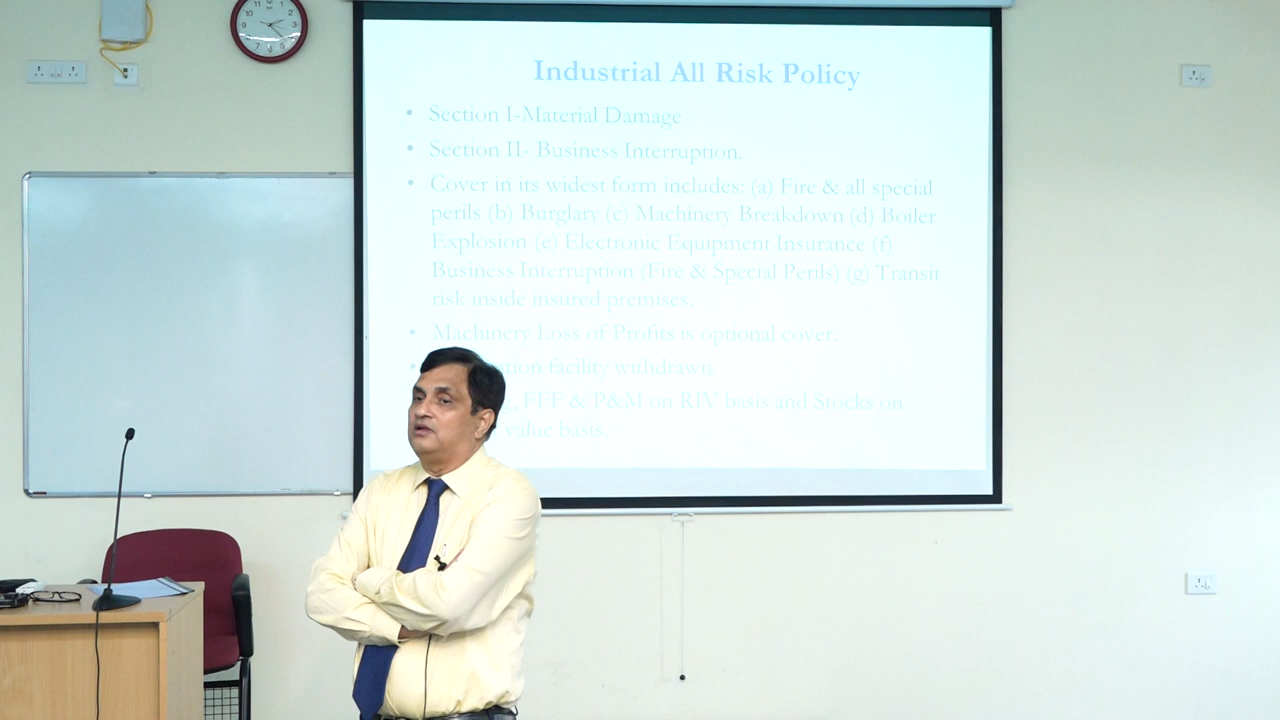 Industrial All Risk Policy
• Section I-Material Damage
• Section II- Business Interruption.
• Cover in its widest form includes: (a) Fire & all special
perils (b) Burglary (c) Machinery Breakdown (d) Boiler
Explosion (e) Electronic Equipment Insurance (f)
Business Interruption (Fire & Special Perils) (g) Transit
risk inside insured premises.
• Machinery Loss of Profits is optional cover.
facility withdrawn.
FFF & P&M on RIV basis and Stocks on
value basis.